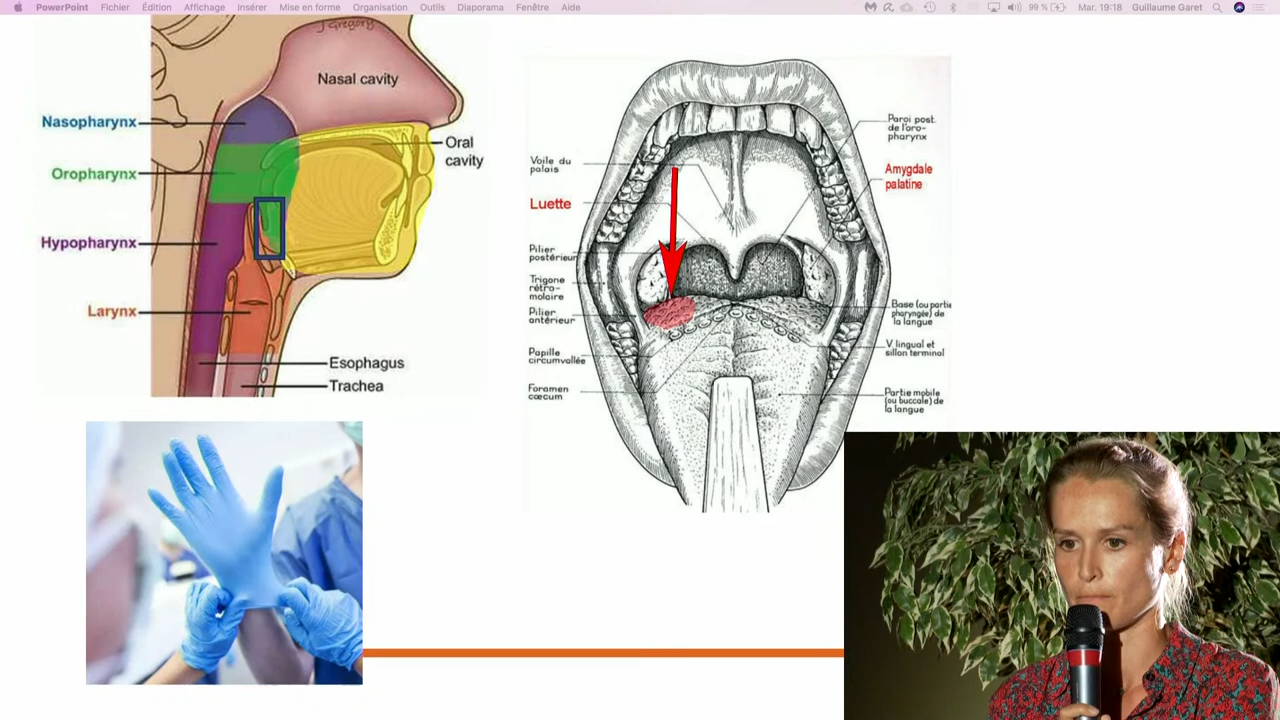 PowerPoint Fichier Édition Affichage Insérer Mise en forme Organisation Outils Diaporama Fenêtre Aide 99 % Mar. 19:18 Guillaume Garet
J Gregory
Nasal cavity
Nasopharynx
Oral
cavity
Oropharynx
Hypopharynx
Larynx
Esophagus
Trachea
Voile du
palais
Luette
Pilier
postérieur
Trigone
rétro-
molaire
Pilier
antérieur
Papille
circumvallée
Foramen
cœcum
Paroi post.
de l'oro-
pharynx
Amygdale
palatine
Base (ou partie
pharyngée) de
la langue
V lingual et
sillon terminal
Partie mobile
(ou buccale) de
la langue